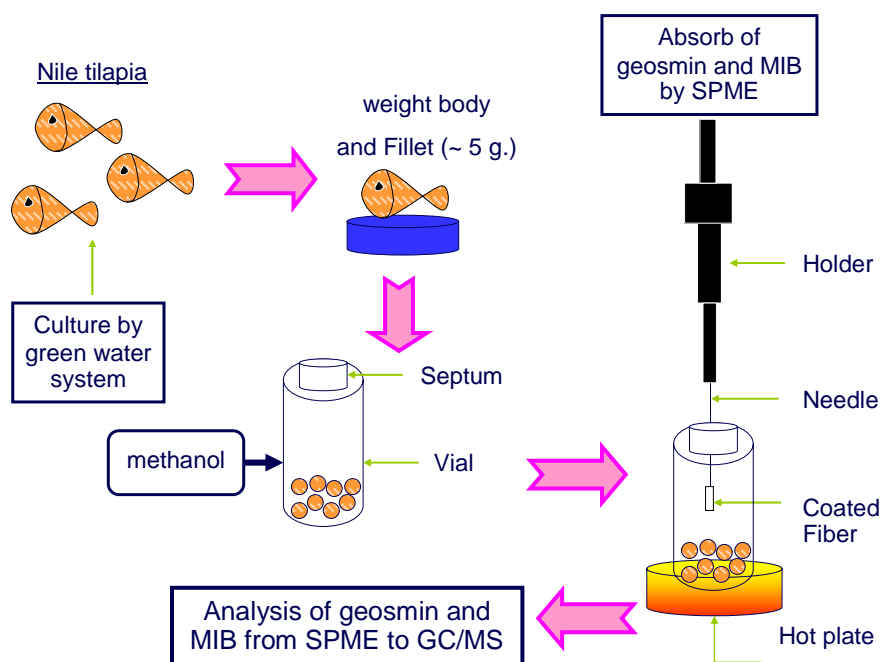 Nile tilapia
weight body
and Fillet (~ 5 g.)
Absorb of
geosmin and MIB
by SPME
Holder
Culture by
green water
system
Septum
Needle
methanol
Vial
Coated
Fiber
Analysis of geosmin and
MIB from SPME to GC/MS
Hot plate